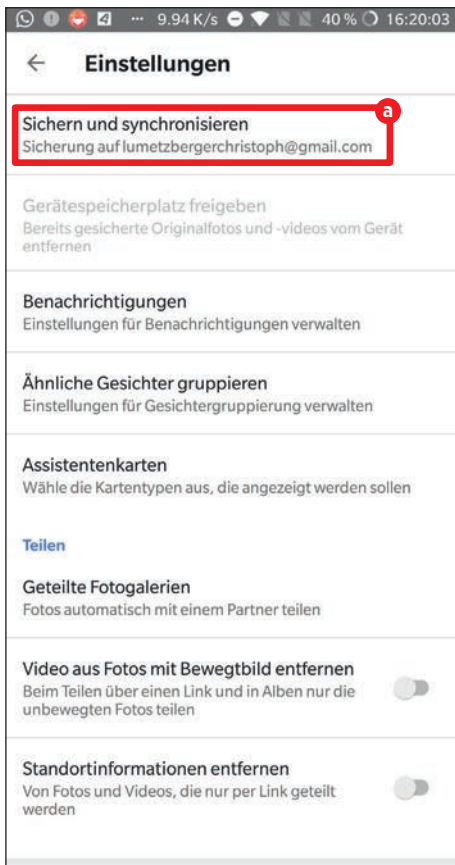 9.94 K/s 40 % 16:20:03
Einstellungen
a
Sichern und synchronisieren
Sicherung auf lumetzbergerchristoph@gmail.com
Gerätespeicherplatz freigeben
Bereits gesicherte Originalfotos und -videos vom Gerät
entfernen
Benachrichtigungen
Einstellungen für Benachrichtigungen verwalten
Ähnliche Gesichter gruppieren
Einstellungen für Gesichtergruppierung verwalten
Assistentenkarten
Wähle die Kartentypen aus, die angezeigt werden sollen
Teilen
Geteilte Fotogalerien
Fotos automatisch mit einem Partner teilen
Video aus Fotos mit Bewegtbild entfernen
Beim Teilen über einen Link und in Alben nur die
unbewegten Fotos teilen
Standortinformationen entfernen
Von Fotos und Videos, die nur per Link geteilt
werden